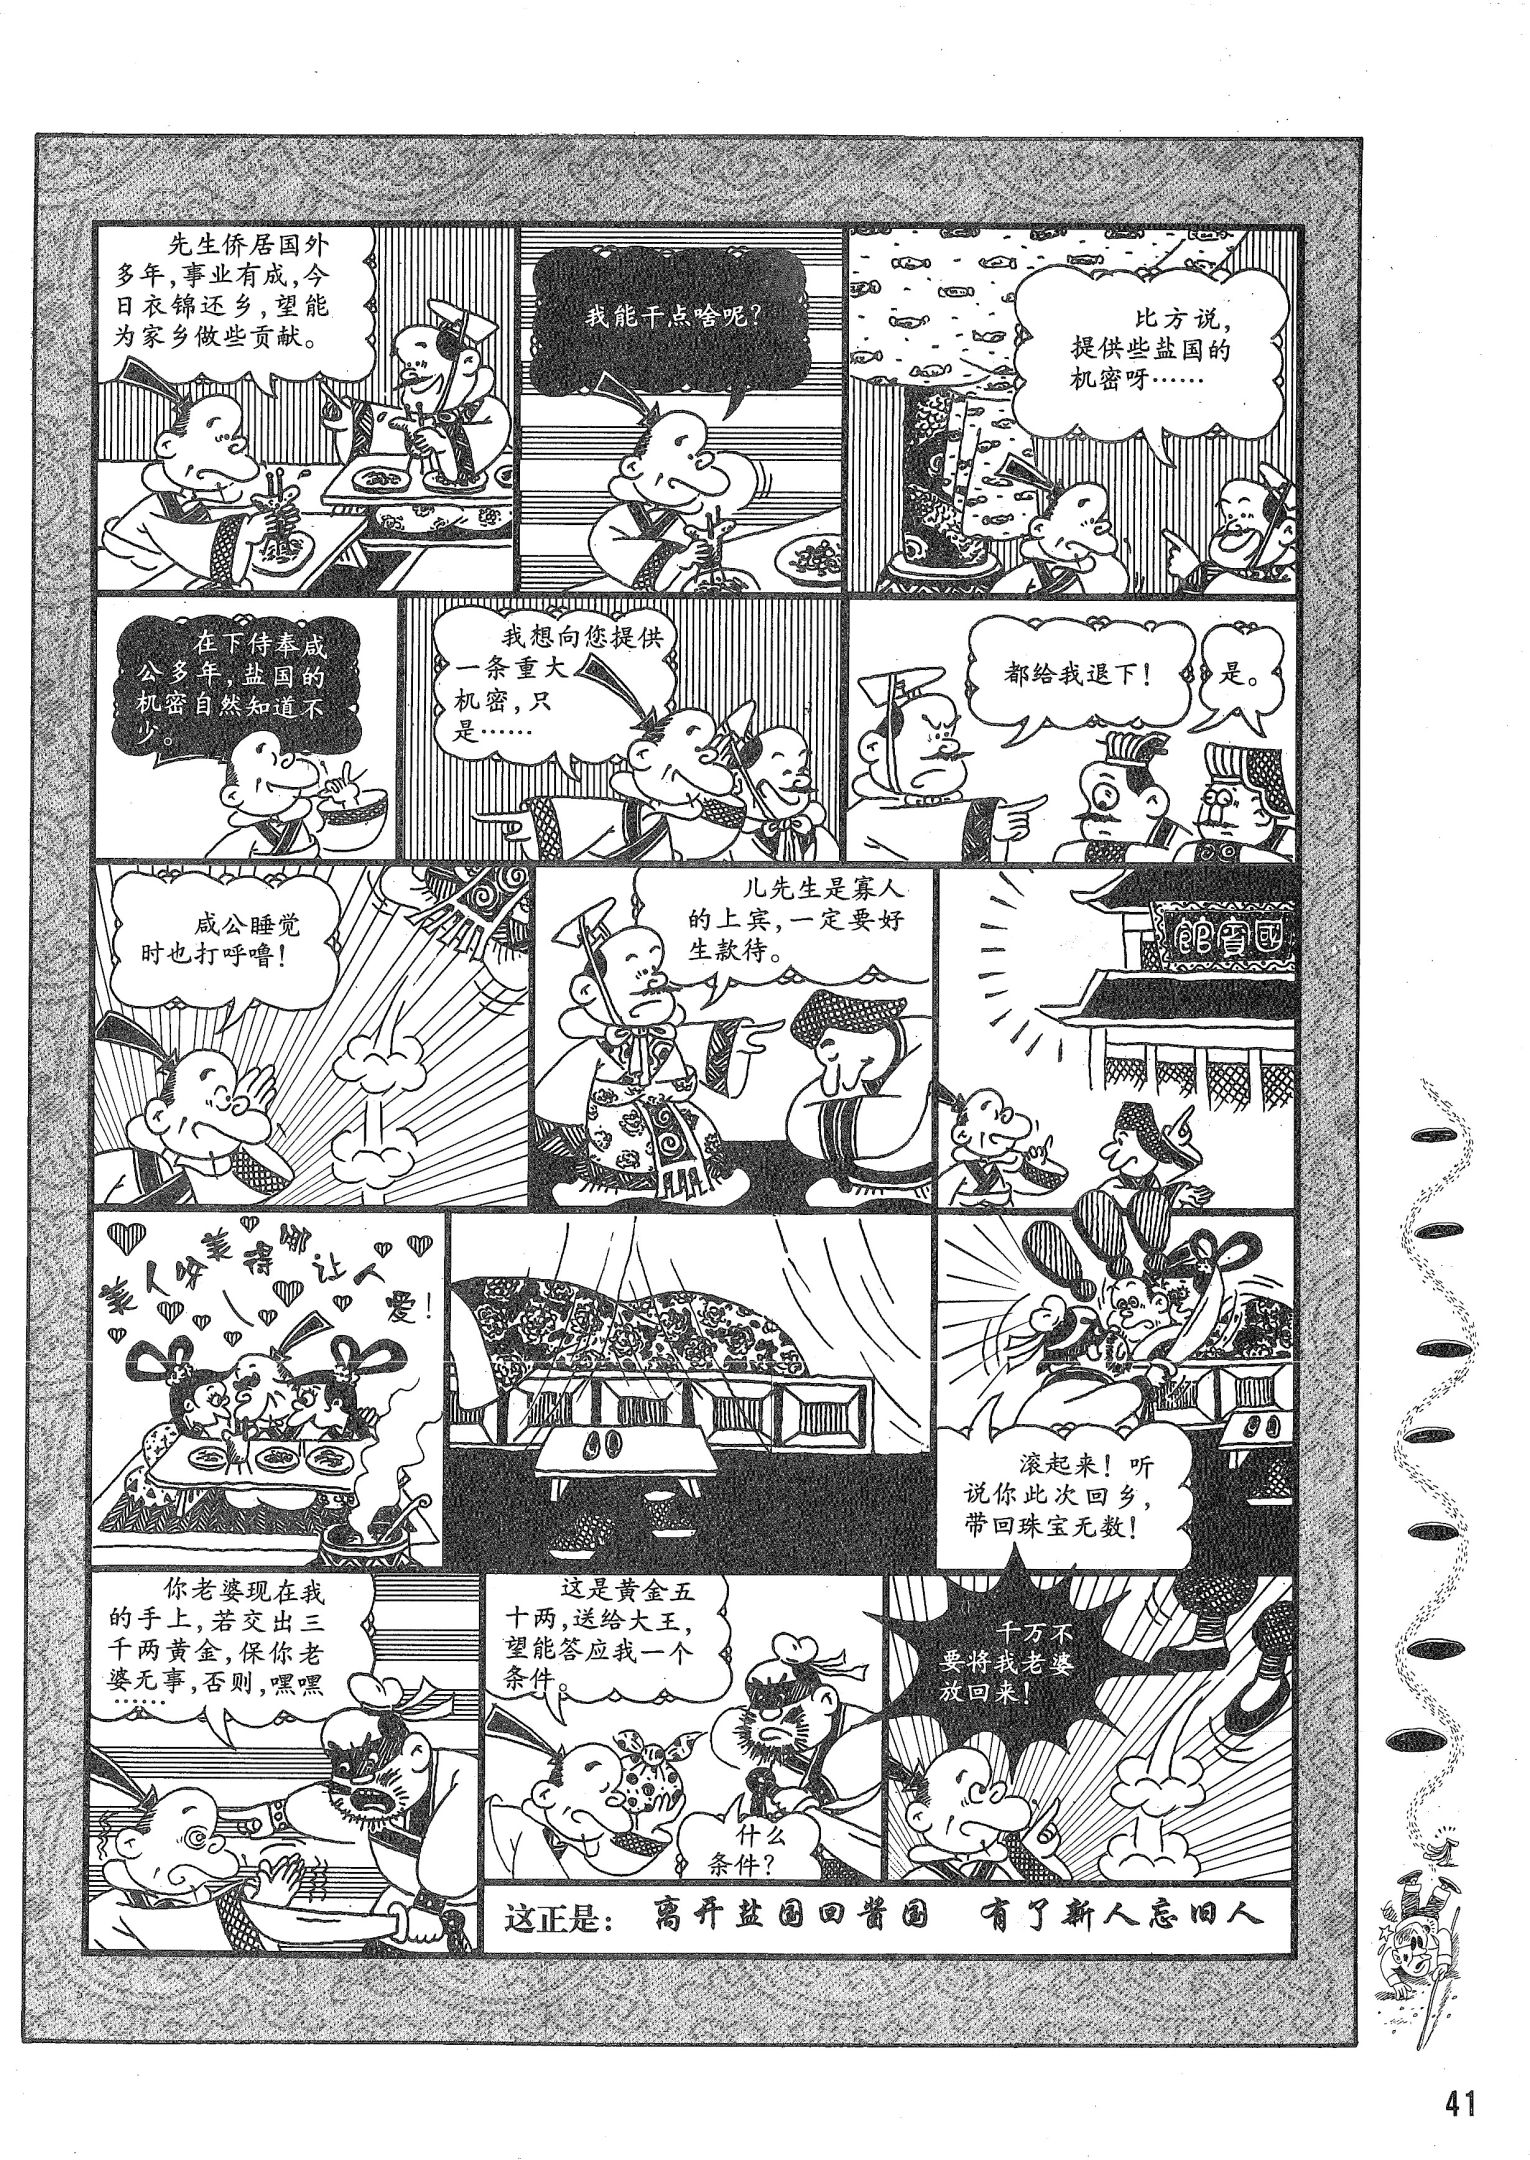 先生侨居国外
多年,事业有成,今
日衣锦还乡,望能
为家乡做些贡献。
我能干点啥呢?
比方说,
提供些盐国的
机密呀……
在下侍奉咸
公多年,盐国的
机密自然知道不
少。
我想向您提供
一条重大
机密,只
是……
都给我退下!
是。
咸公睡觉
时也打呼噜!
儿先生是寡人
的上宾,一定要好
生款待。
國賓館
美人呀美得哪让人爱!
滚起来!听
说你此次回乡,
带回珠宝无数!
你老婆现在我
的手上,若交出三
千两黄金,保你老
婆无事,否则,嘿嘿
……
这是黄金五
十两,送给大王,
望能答应我一个
条件。
什么
条件?
千万不
要将我老婆
放回来!
这正是: 离开盐国回酱国 有了新人忘旧人
41